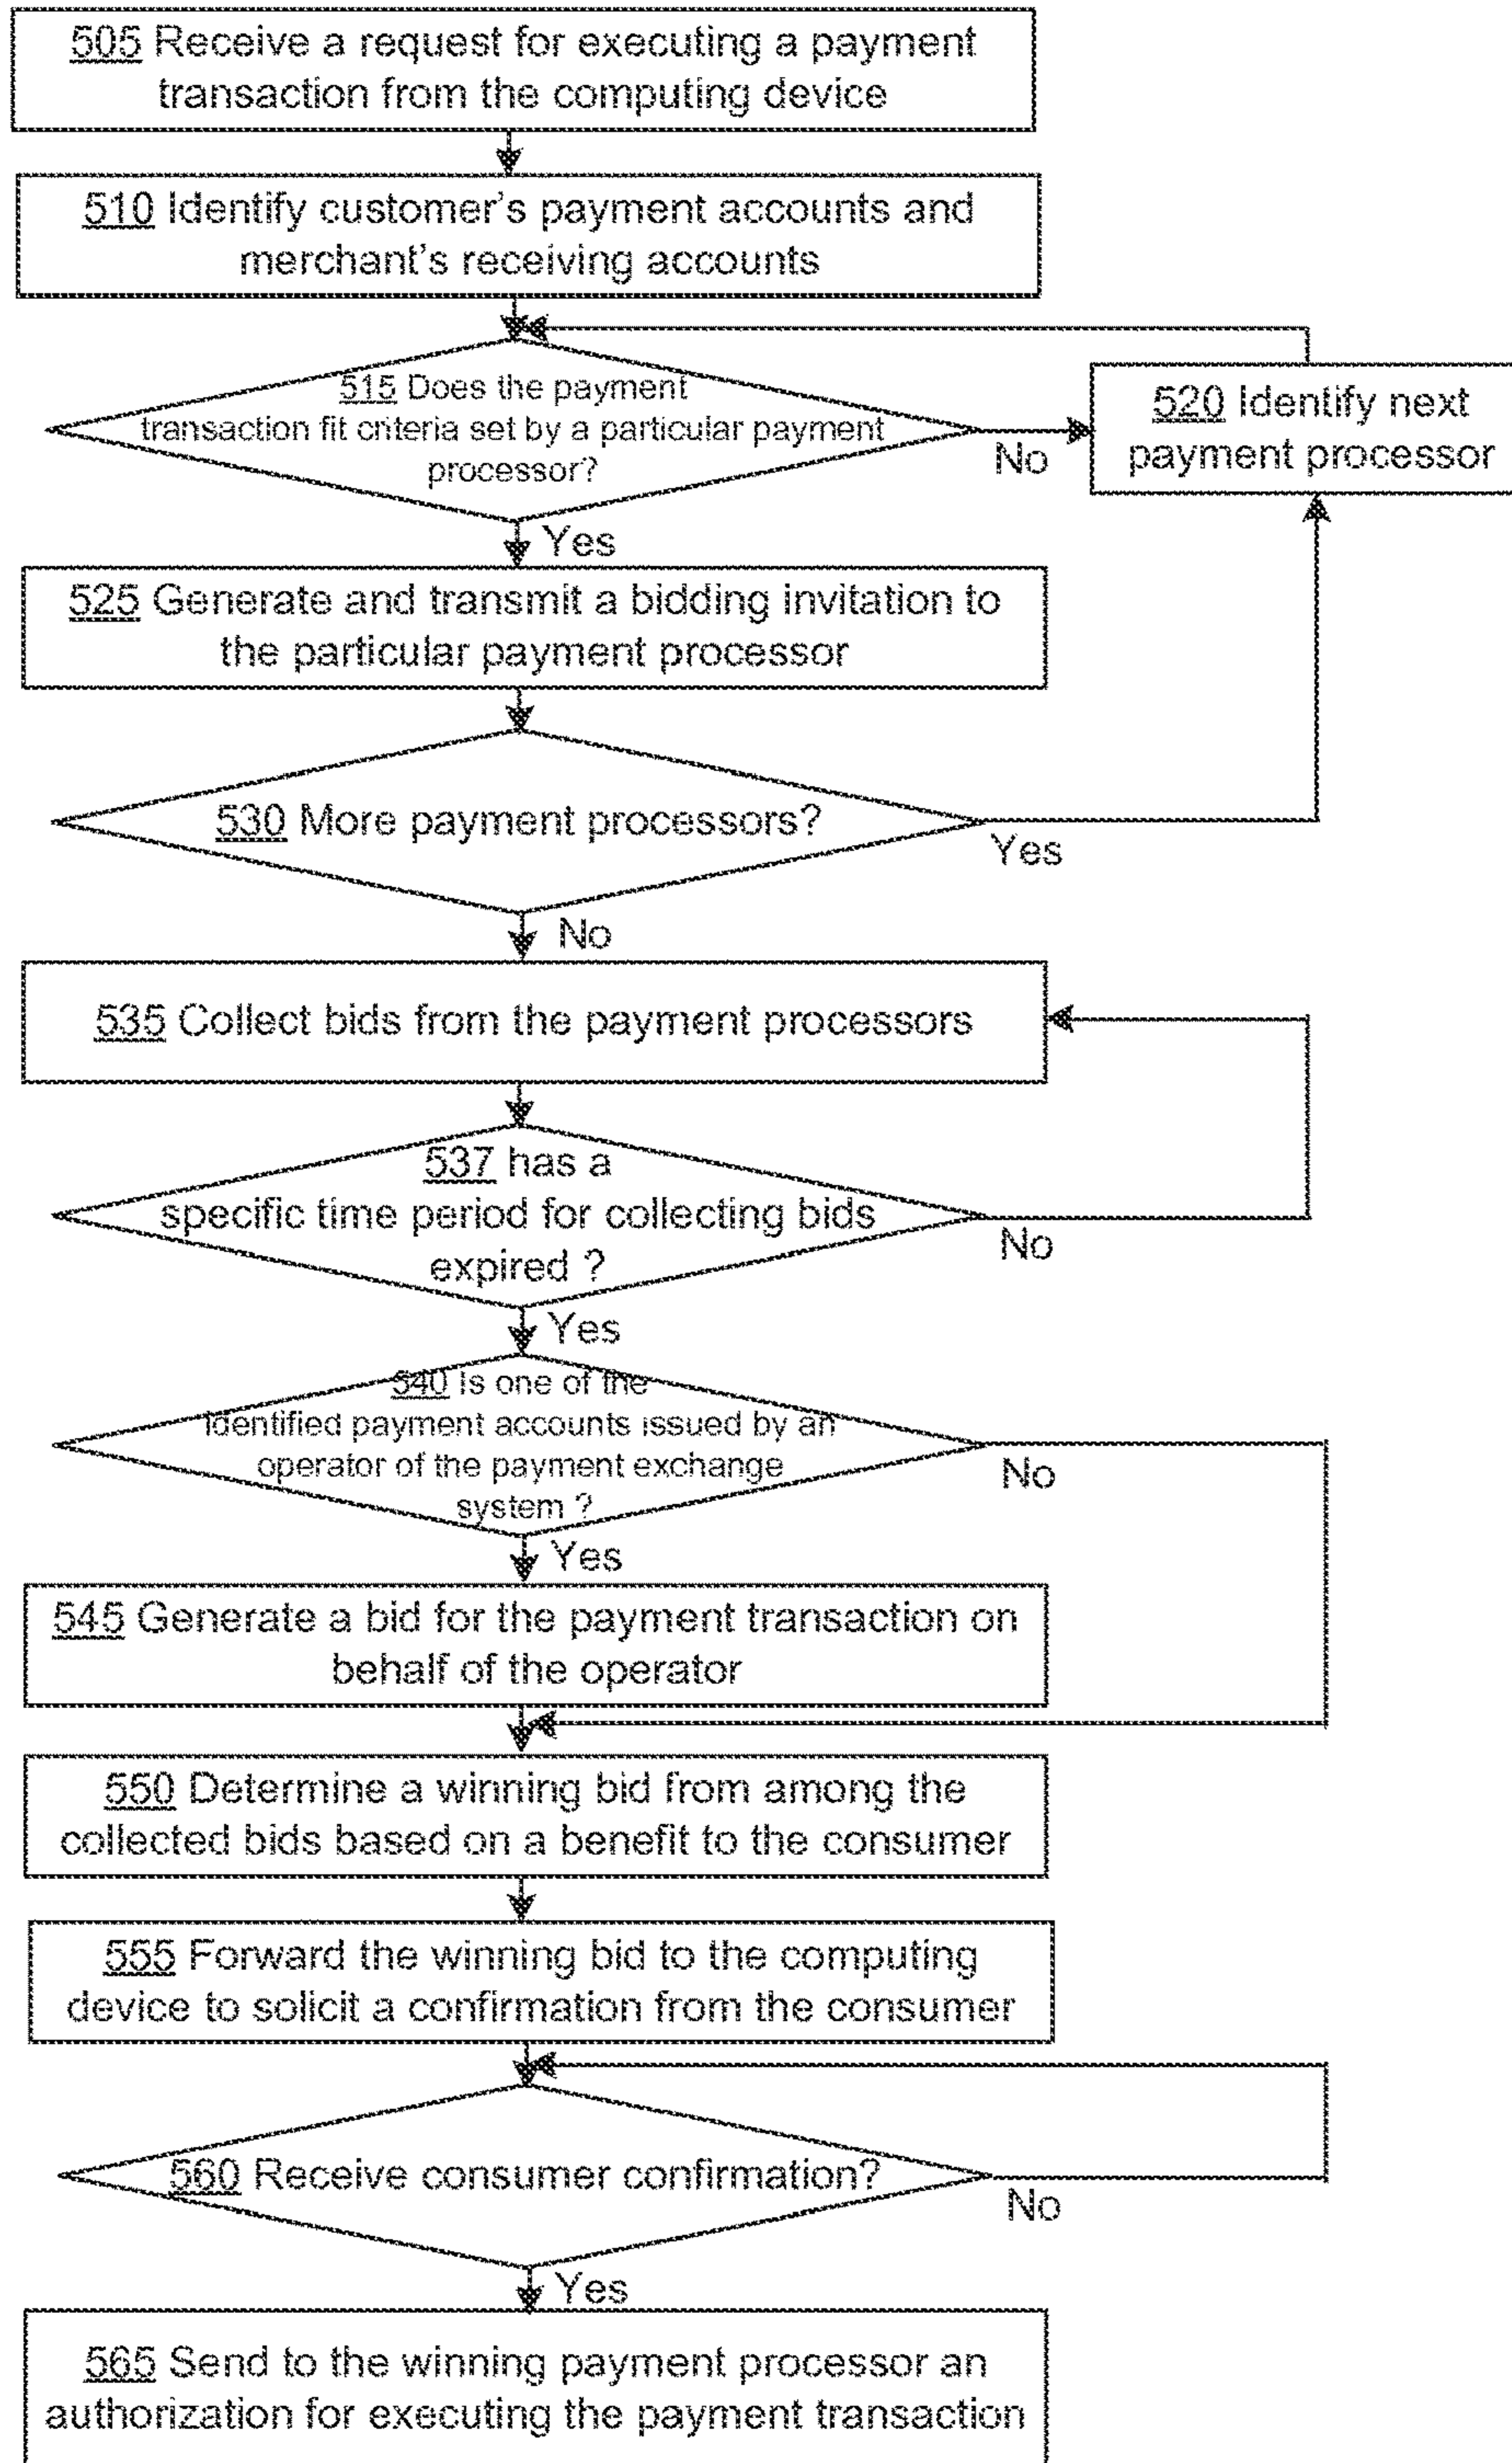 505 Receive a request for executing a payment
transaction from the computing device
510 Identify customer's payment accounts and
merchant's receiving accounts
515 Does the payment
transaction fit criteria set by a particular payment
processor?
No
520 Identify next
payment processor
Yes
525 Generate and transmit a bidding invitation to
the particular payment processor
530 More payment processors?
Yes
No
535 Collect bids from the payment processors
537 has a
specific time period for collecting bids
expired ?
No
Yes
540 Is one of the
identified payment accounts issued by an
operator of the payment exchange
system ?
No
Yes
545 Generate a bid for the payment transaction on
behalf of the operator
550 Determine a winning bid from among the
collected bids based on a benefit to the consumer
555 Forward the winning bid to the computing
device to solicit a confirmation from the consumer
560 Receive consumer confirmation?
No
Yes
565 Send to the winning payment processor an
authorization for executing the payment transaction